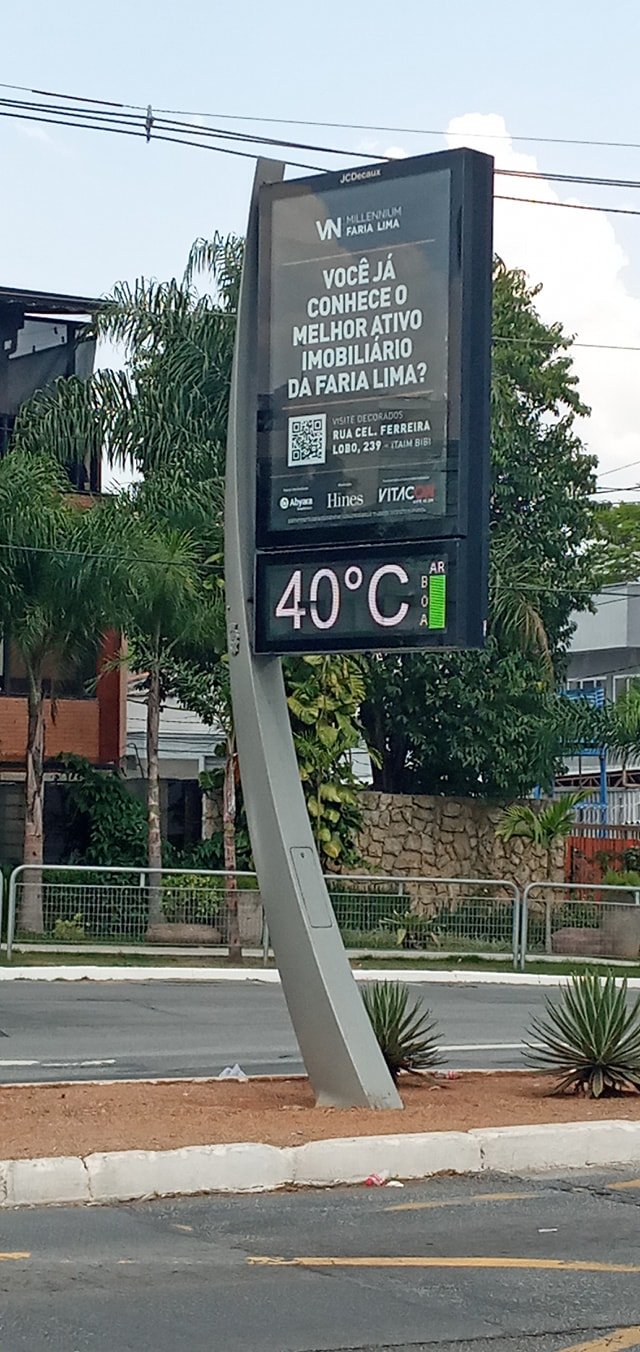 JCDecaux
VN MILLENNIUM
FARIA LIMA
VOCÊ JÁ
CONHECE O
MELHOR ATIVO
IMOBILIÁRIO
DA FARIA LIMA?
VISITE DECORADOS
RUA CEL. FERREIRA
LOBO, 239 - ITAIM BIBI
Abyara
Hines
VITACON
40°C
AR
BOA